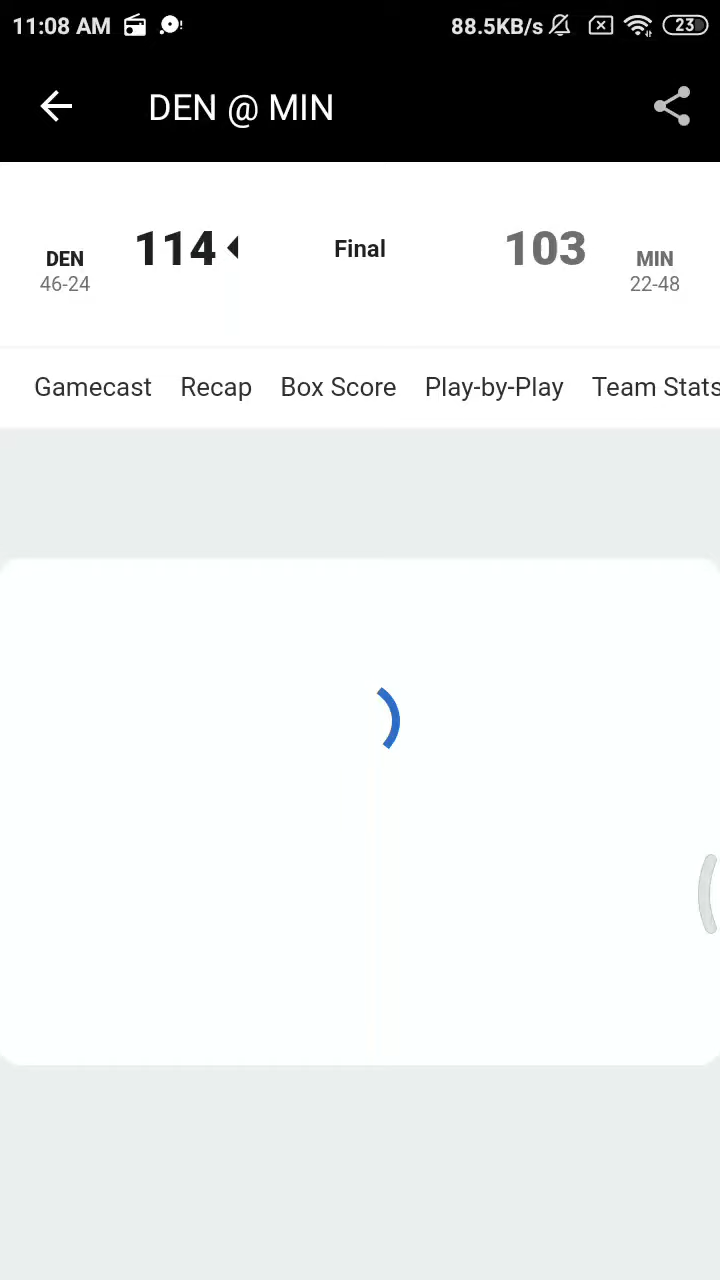 11:08 AM 88.5KB/s 23
DEN @ MIN
114 Final 103
DEN MIN
46-24 22-48
Gamecast Recap Box Score Play-by-Play Team Stats